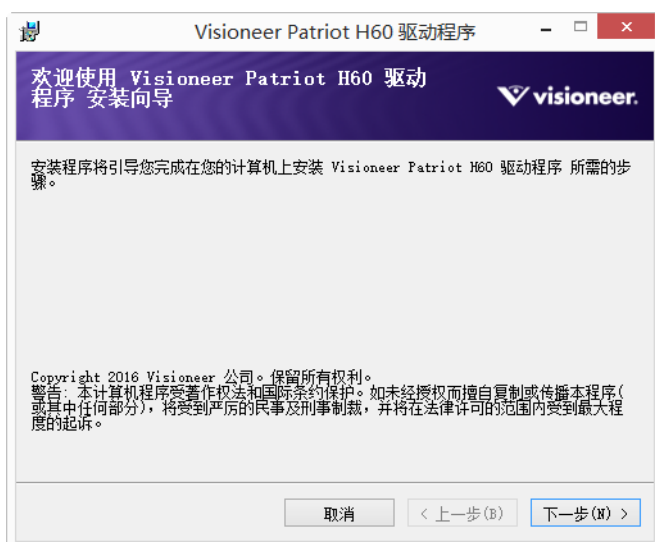 Visioneer Patriot H60 驱动程序
欢迎使用 Visioneer Patriot H60 驱动
程序 安装向导
visioneer.
安装程序将引导您完成在您的计算机上安装 Visioneer Patriot H60 驱动程序 所需的步
骤。
Copyright 2016 Visioneer 公司。保留所有权利。
警告: 本计算机程序受著作权法和国际条约保护。如未经授权而擅自复制或传播本程序(
或其中任何部分), 将受到严厉的民事及刑事制裁, 并将在法律许可的范围内受到最大程
度的起诉。
取消
< 上一步(B)
下一步(N) >